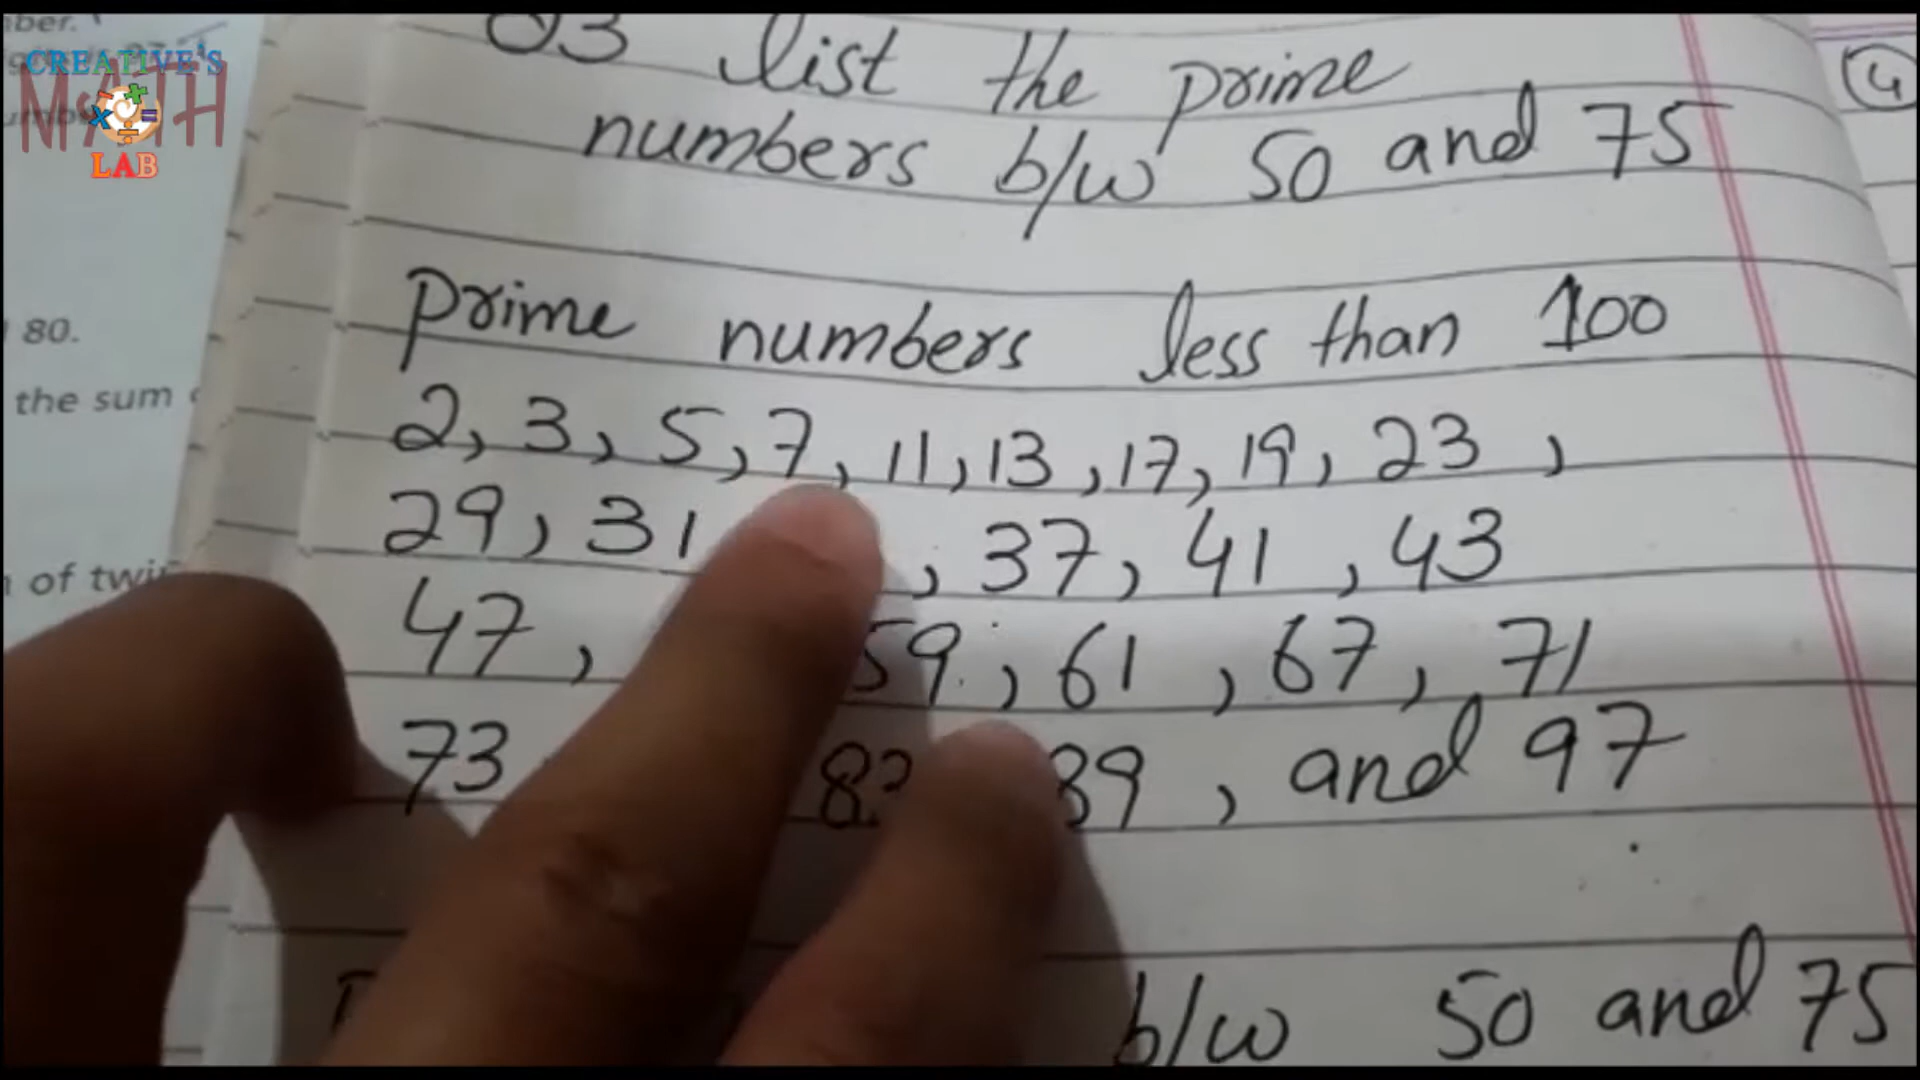 CREATIVE'S
MATH
LAB
80.
the sum
of twi
Q3 list the prime
numbers b/w 50 and 75
4
prime numbers less than 100
2, 3, 5, 7, 11, 13, 17, 19, 23,
29, 31 , 37, 41, 43
47, 59, 61, 67, 71
73 83 89, and 97
b/w 50 and 75